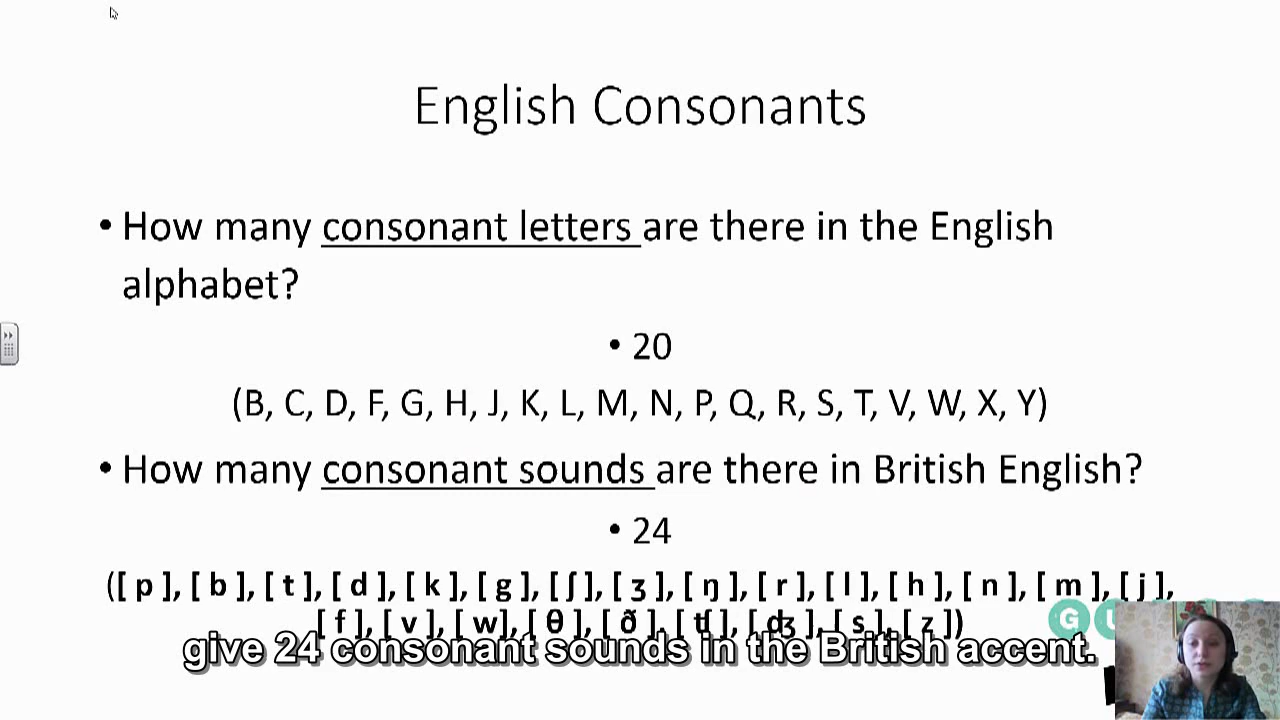 English Consonants
• How many consonant letters are there in the English
alphabet?
• 20
(B, C, D, F, G, H, J, K, L, M, N, P, Q, R, S, T, V, W, X, Y)
• How many consonant sounds are there in British English?
• 24
([ p ], [ b ], [ t ], [ d ], [ k ], [ g ], [ ʃ ], [ ʒ ], [ ŋ ], [ r ], [ l ], [ h ], [ n ], [ m ], [ j ],
[ f ], [ v ], [ w], [ θ ], [ ð ], [ ʧ ], [ ʤ ], [ s ], [ z ])
give 24 consonant sounds in the British accent.